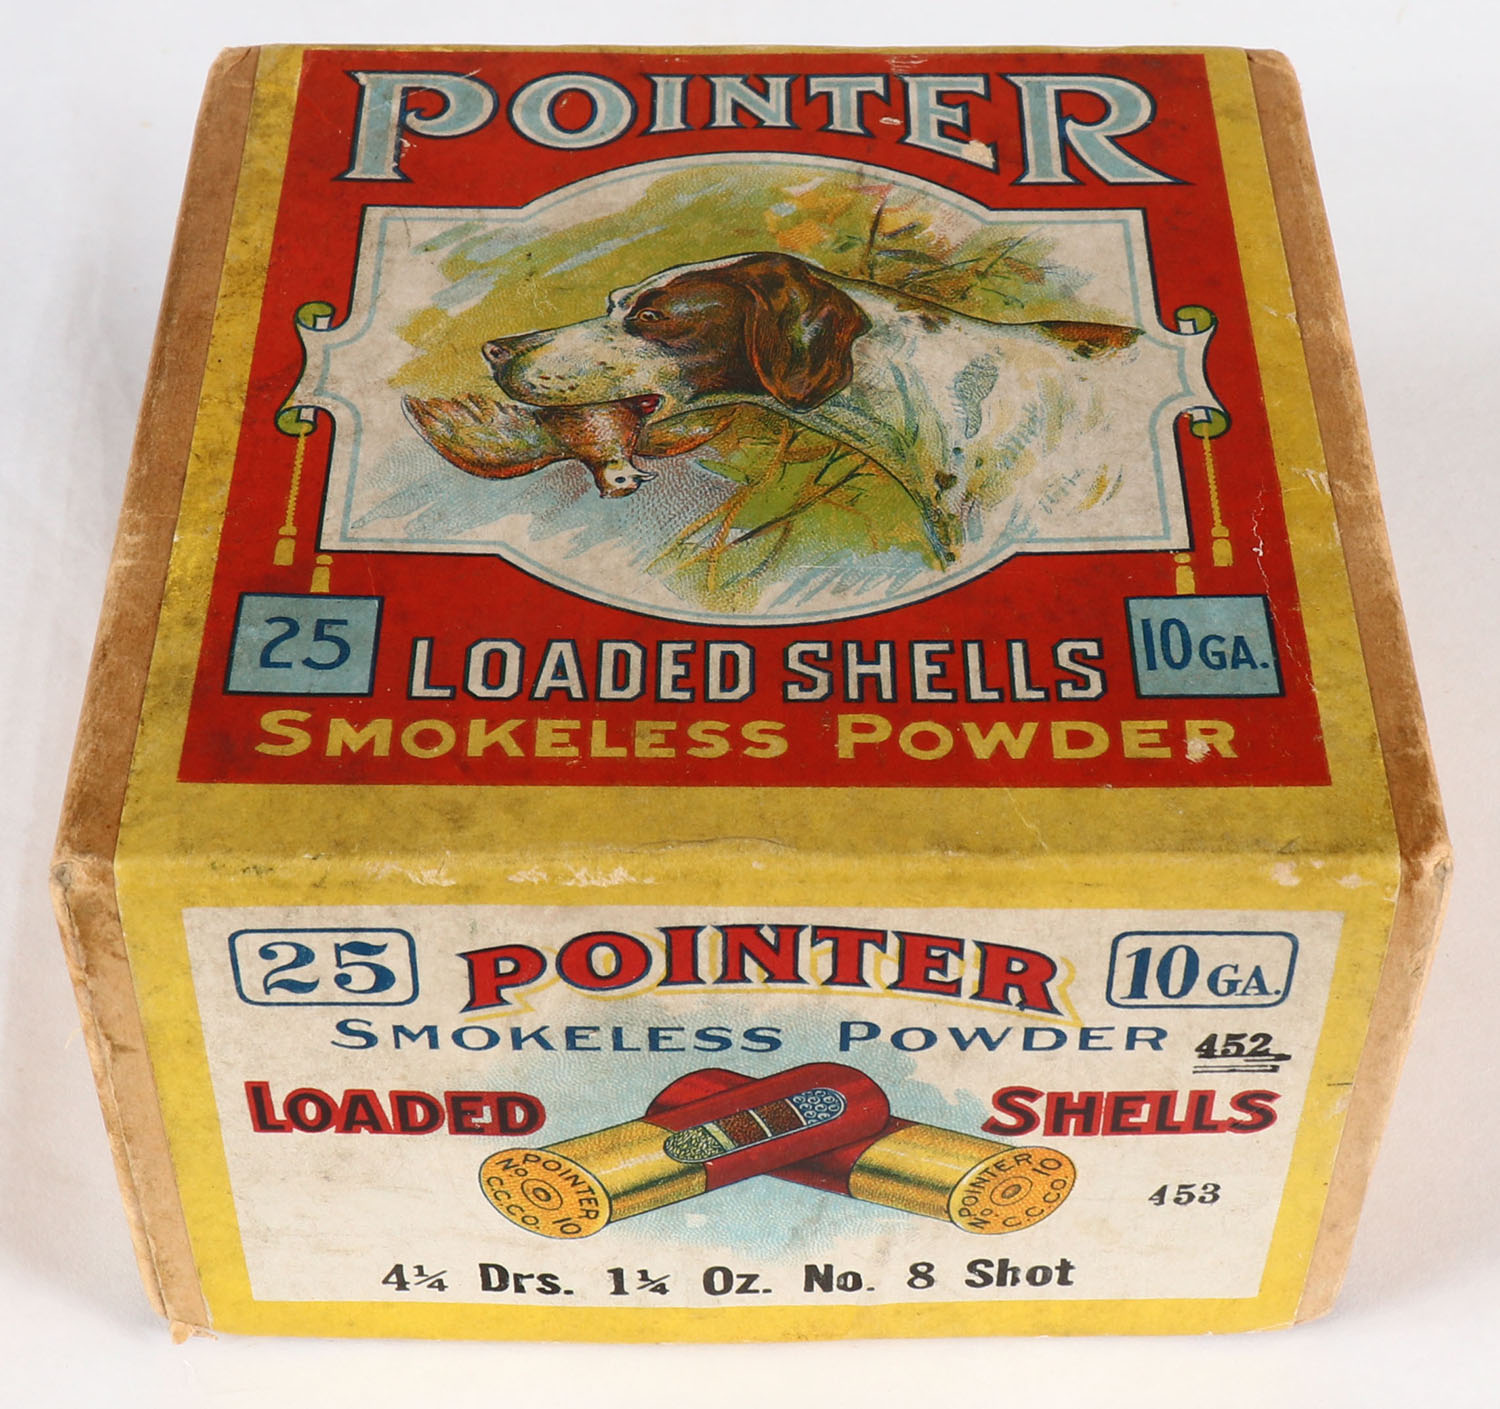 POINTER
25 LOADED SHELLS 10 GA.
SMOKELESS POWDER
25 POINTER 10 GA.
SMOKELESS POWDER 452
LOADED SHELLS
POINTER No 10 C.C.CO.
POINTER No. 10 C.C.CO.
453
4¼ Drs. 1¼ Oz. No. 8 Shot